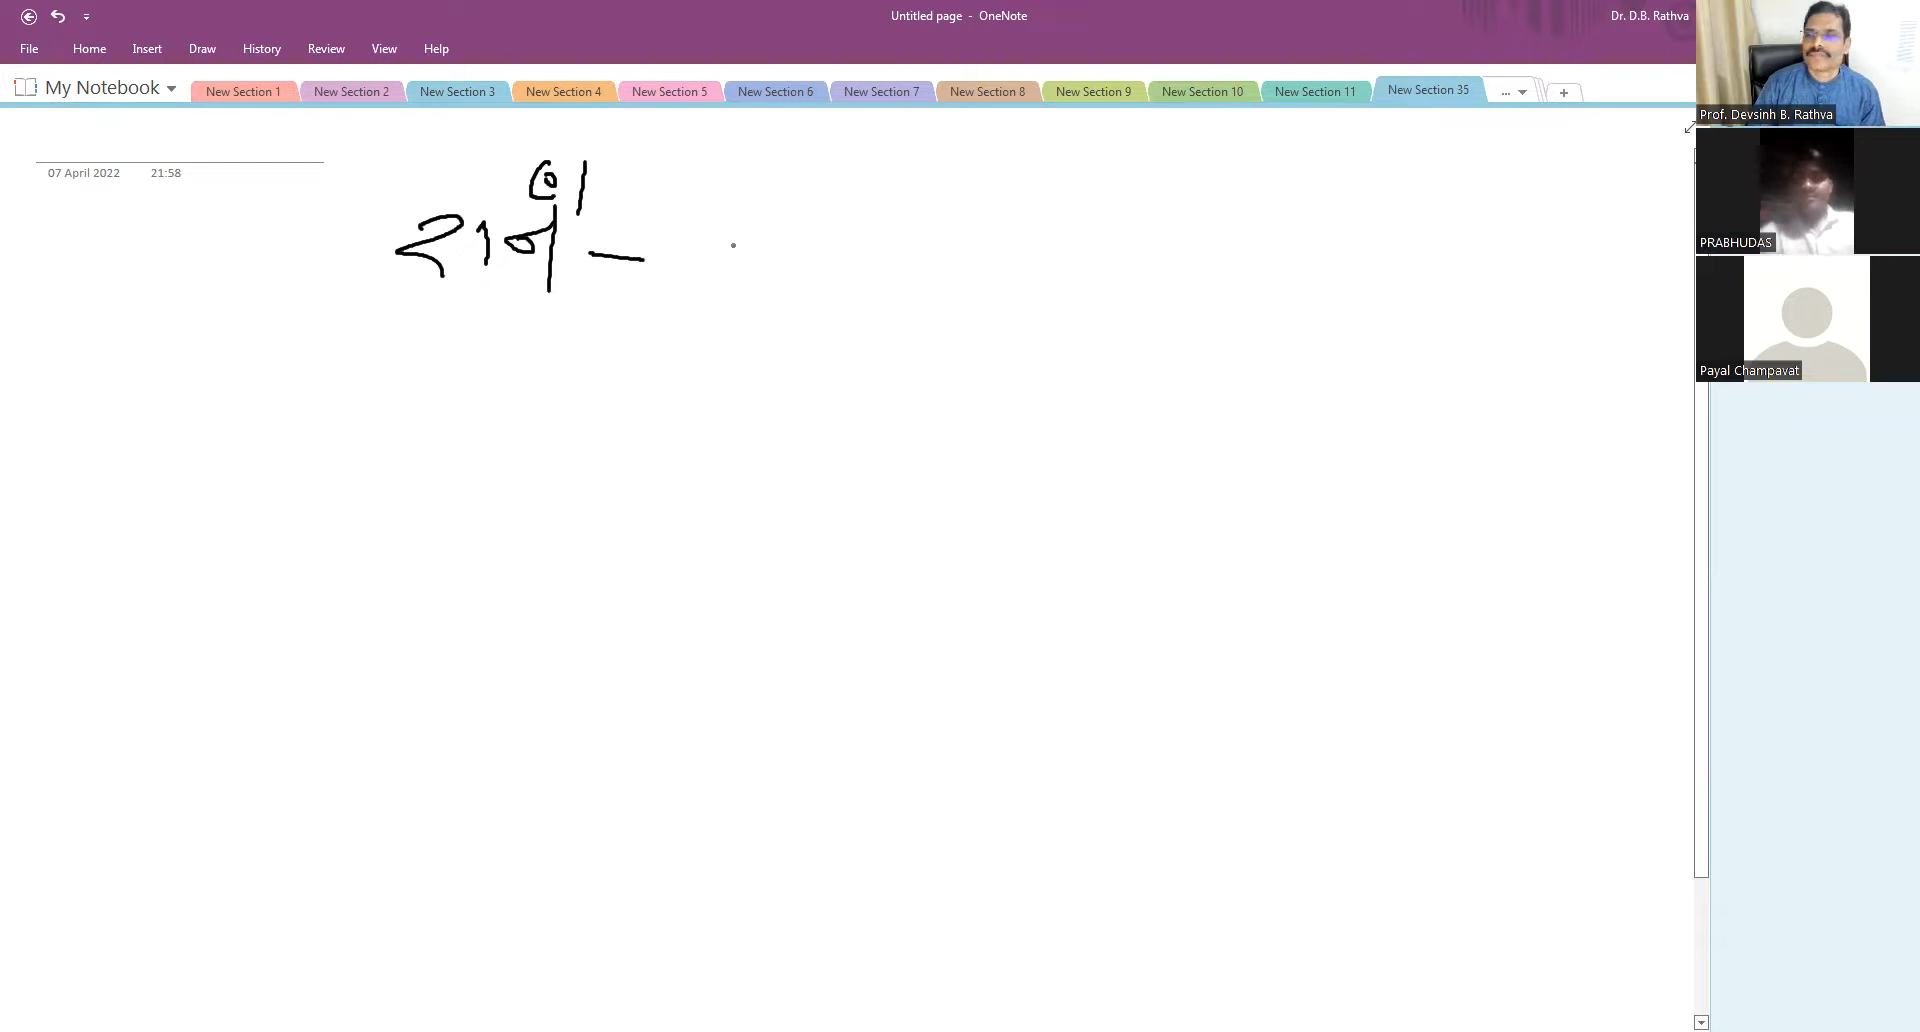 Untitled page - OneNote
Dr. D.B. Rathva
File Home Insert Draw History Review View Help
My Notebook
New Section 1 New Section 2 New Section 3 New Section 4 New Section 5 New Section 6 New Section 7 New Section 8 New Section 9 New Section 10 New Section 11 New Section 35 ... +
07 April 2022 21:58
Prof. Devsinh B. Rathva
PRABHUDAS
Payal Champavat